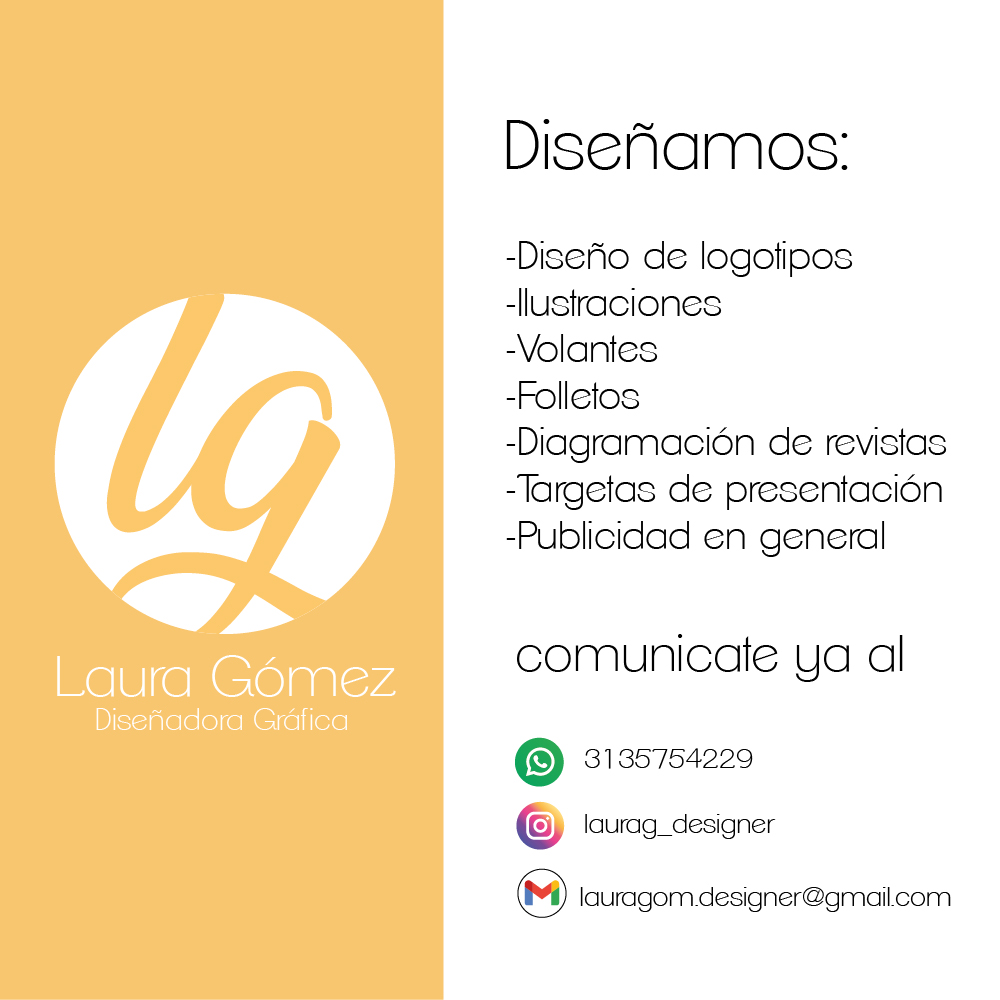 lg
Laura Gómez
Diseñadora Gráfica
Diseñamos:
-Diseño de logotipos
-Ilustraciones
-Volantes
-Folletos
-Diagramación de revistas
-Targetas de presentación
-Publicidad en general
comunicate ya al
3135754229
laurag_designer
lauragom.designer@gmail.com